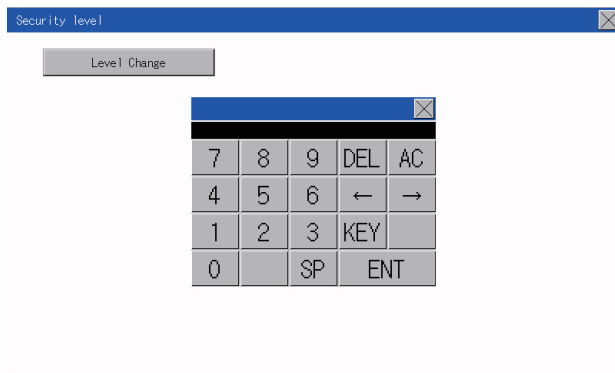 Security level
Level Change
7 8 9 DEL AC
4 5 6 ← →
1 2 3 KEY
0 SP ENT